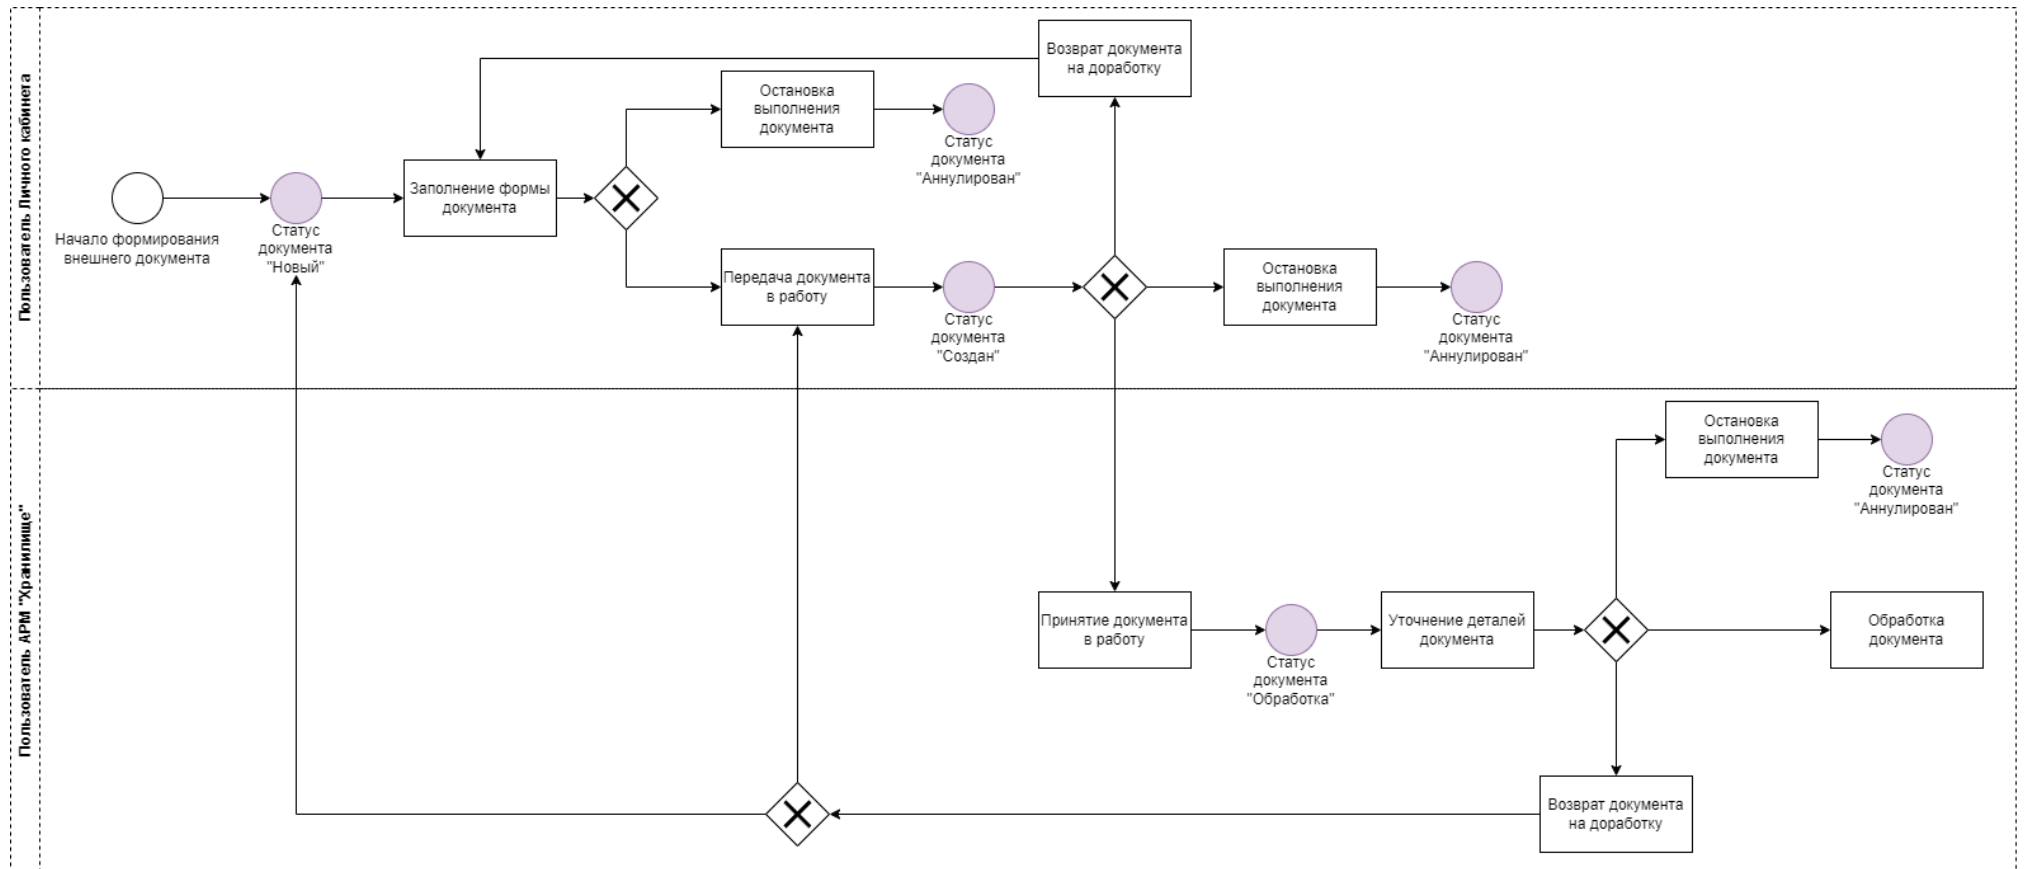 Пользователь Личного кабинета
Начало формирования
внешнего документа
Статус
документа
"Новый"
Заполнение формы
документа
Остановка
выполнения
документа
Статус
документа
"Аннулирован"
Возврат документа
на доработку
Передача документа
в работу
Статус
документа
"Создан"
Остановка
выполнения
документа
Статус
документа
"Аннулирован"
Пользователь АРМ "Хранилище"
Принятие документа
в работу
Статус
документа
"Обработка"
Уточнение деталей
документа
Остановка
выполнения
документа
Статус
документа
"Аннулирован"
Обработка
документа
Возврат документа
на доработку